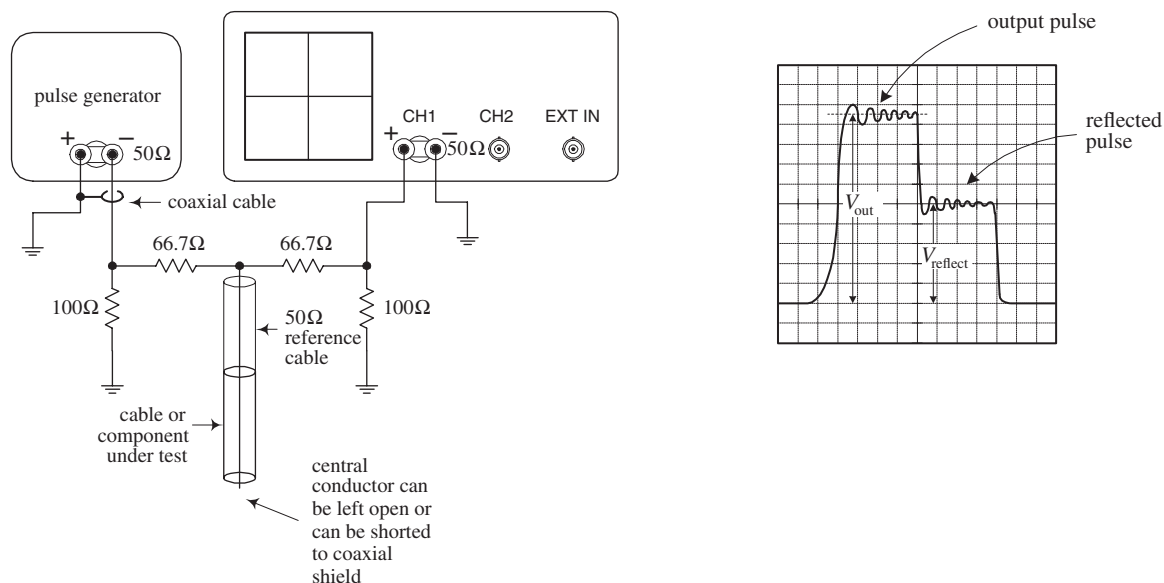 pulse generator
+
−
50Ω
coaxial cable
CH1
CH2
EXT IN
+
−
50Ω
66.7Ω
66.7Ω
100Ω
100Ω
50Ω
reference
cable
cable or
component
under test
central
conductor can
be left open or
can be shorted
to coaxial
shield
output pulse
reflected
pulse
Vout
Vreflect